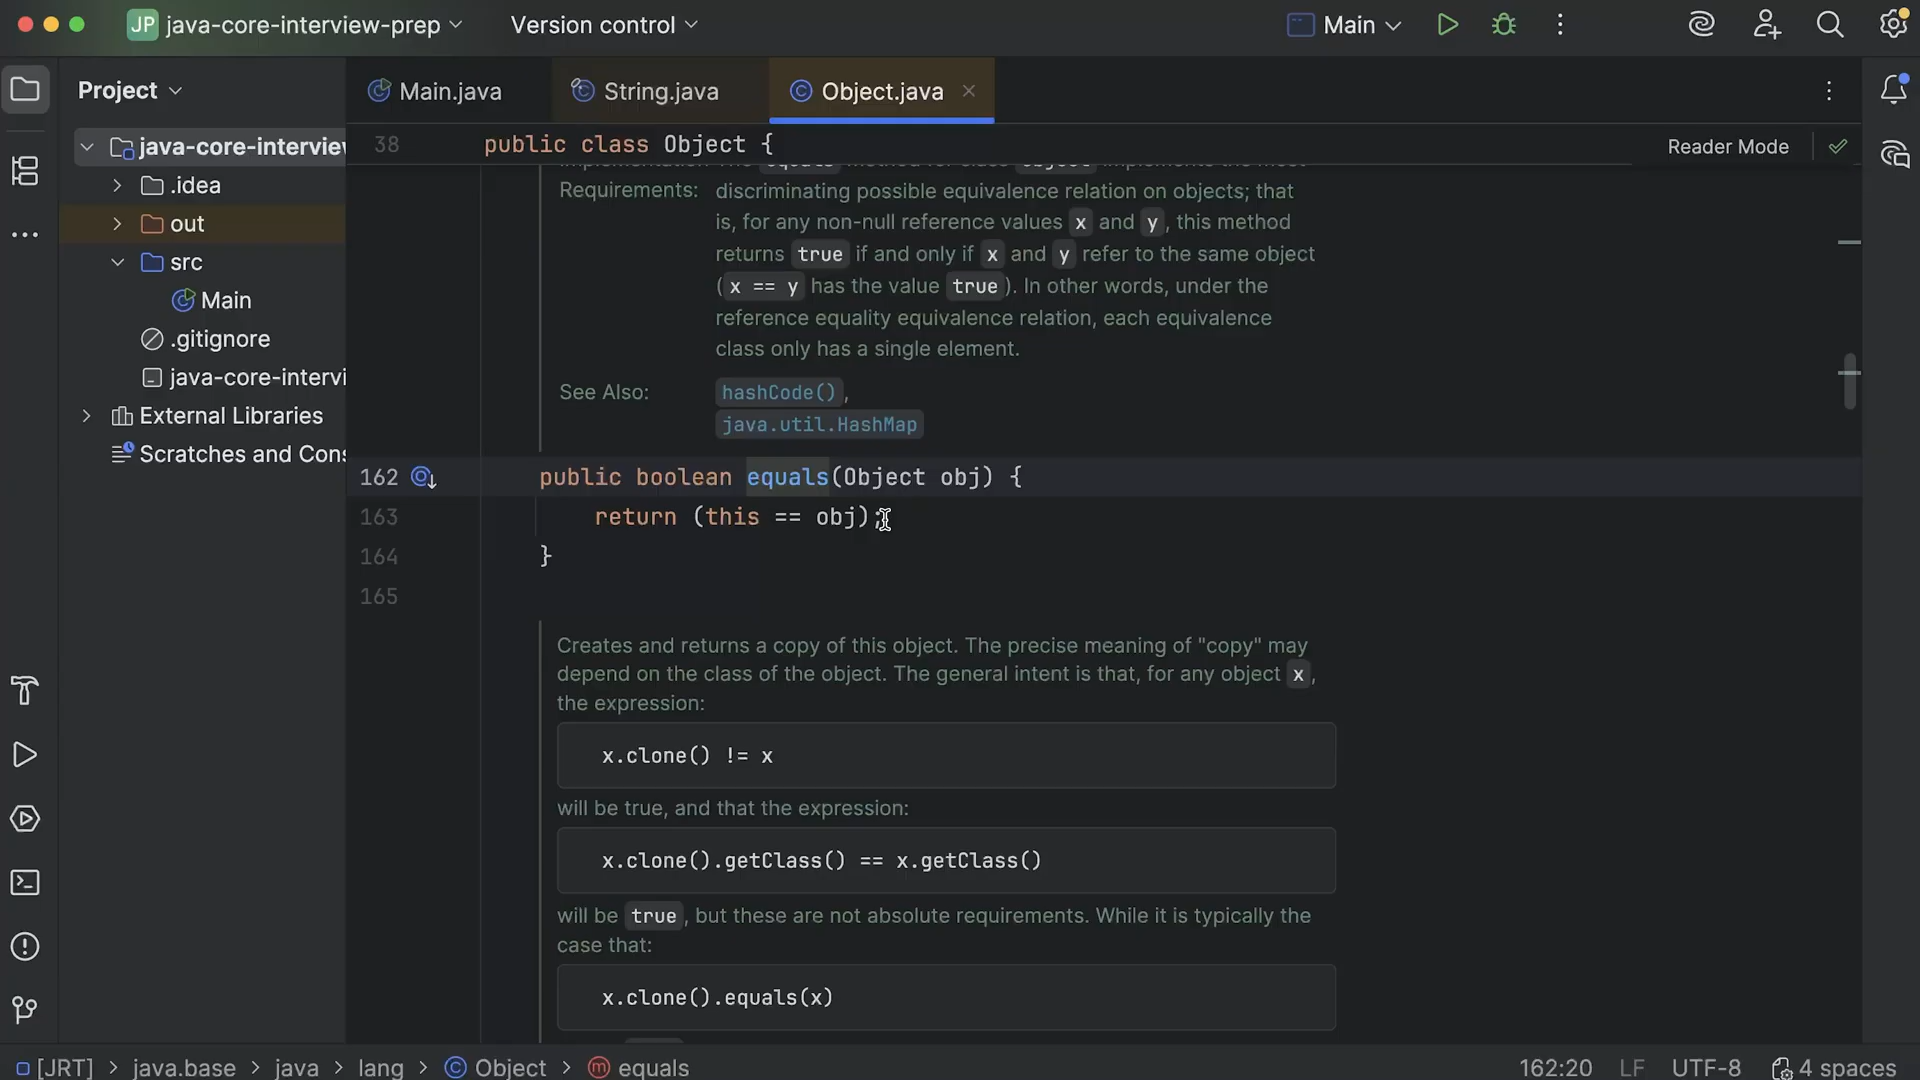 JP java-core-interview-prep Version control Main
Project
Main.java String.java Object.java
java-core-interview
.idea
out
src
Main
.gitignore
java-core-intervi
External Libraries
Scratches and Cons
38 public class Object {
Reader Mode
Requirements: discriminating possible equivalence relation on objects; that
is, for any non-null reference values x and y, this method
returns true if and only if x and y refer to the same object
(x == y has the value true). In other words, under the
reference equality equivalence relation, each equivalence
class only has a single element.
See Also: hashCode(),
java.util.HashMap
162 public boolean equals(Object obj) {
163 return (this == obj);
164 }
165
Creates and returns a copy of this object. The precise meaning of "copy" may
depend on the class of the object. The general intent is that, for any object x,
the expression:
x.clone() != x
will be true, and that the expression:
x.clone().getClass() == x.getClass()
will be true, but these are not absolute requirements. While it is typically the
case that:
x.clone().equals(x)
[JRT] > java.base > java > lang > Object > equals
162:20 LF UTF-8 4 spaces